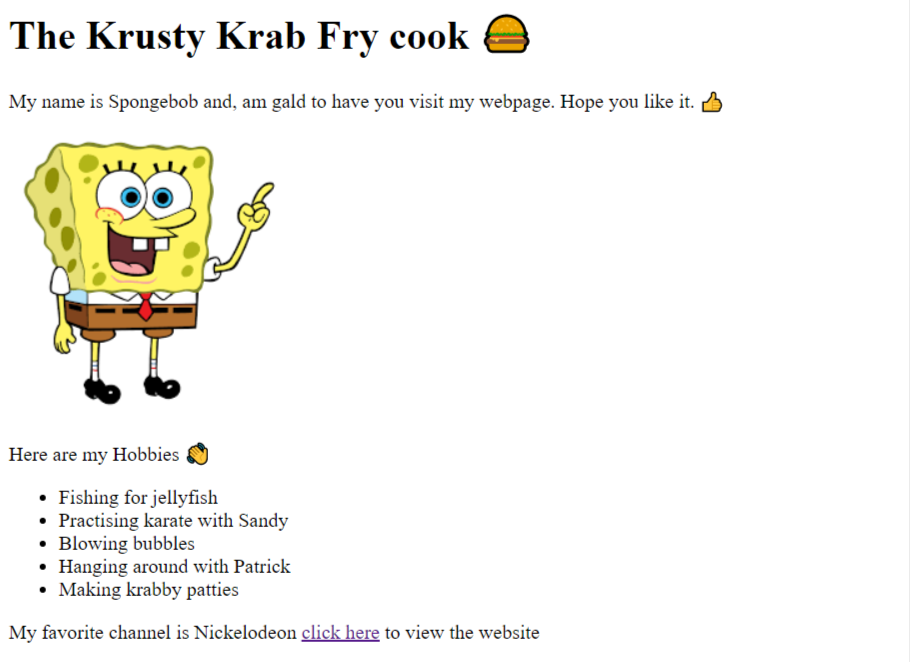 The Krusty Krab Fry cook 🍔
My name is Spongebob and, am gald to have you visit my webpage. Hope you like it. 👍
Here are my Hobbies 👏
• Fishing for jellyfish
• Practising karate with Sandy
• Blowing bubbles
• Hanging around with Patrick
• Making krabby patties
My favorite channel is Nickelodeon click here to view the website